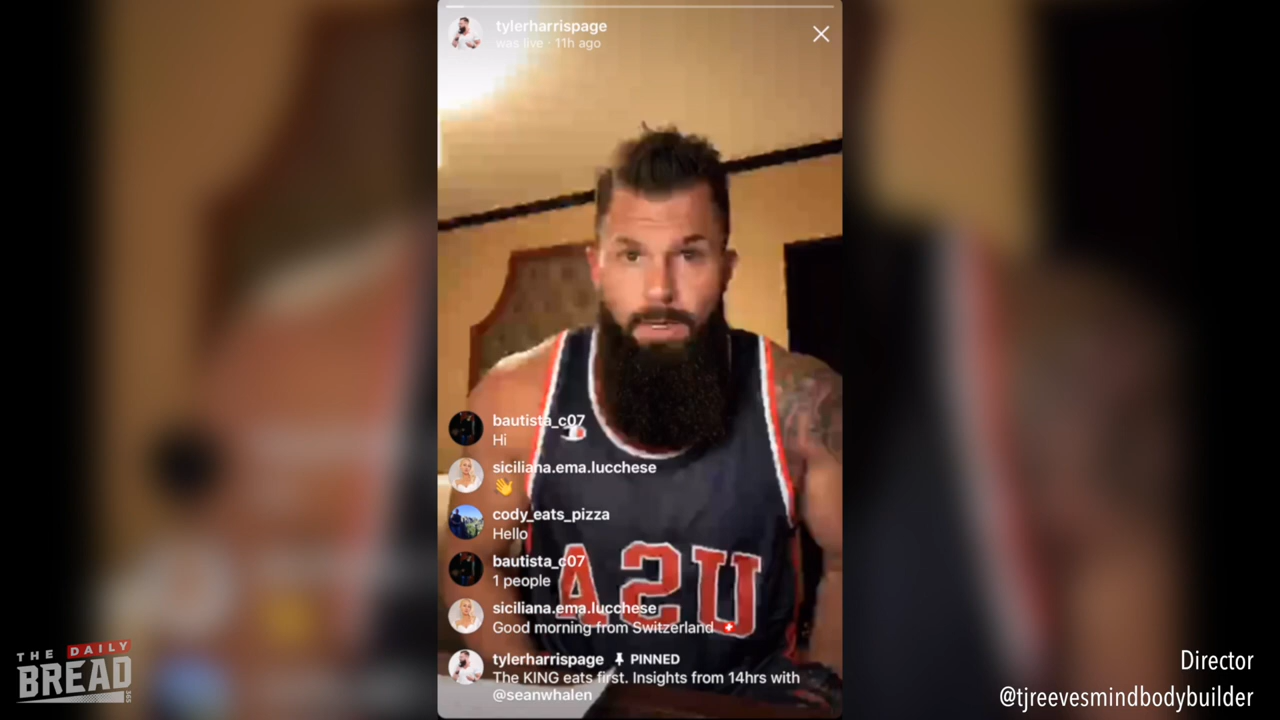 tylerharrispage
was live · 11h ago
bautista_c07
Hi
siciliana.ema.lucchese
👋
cody_eats_pizza
Hello
bautista_c07
1 people
siciliana.ema.lucchese
Good morning from Switzerland 🇨🇭
tylerharrispage 📌 PINNED
The KING eats first. Insights from 14hrs with
@seanwhalen
USA
THE DAILY
BREAD
365
Director
@tjreevesmindbodybuilder